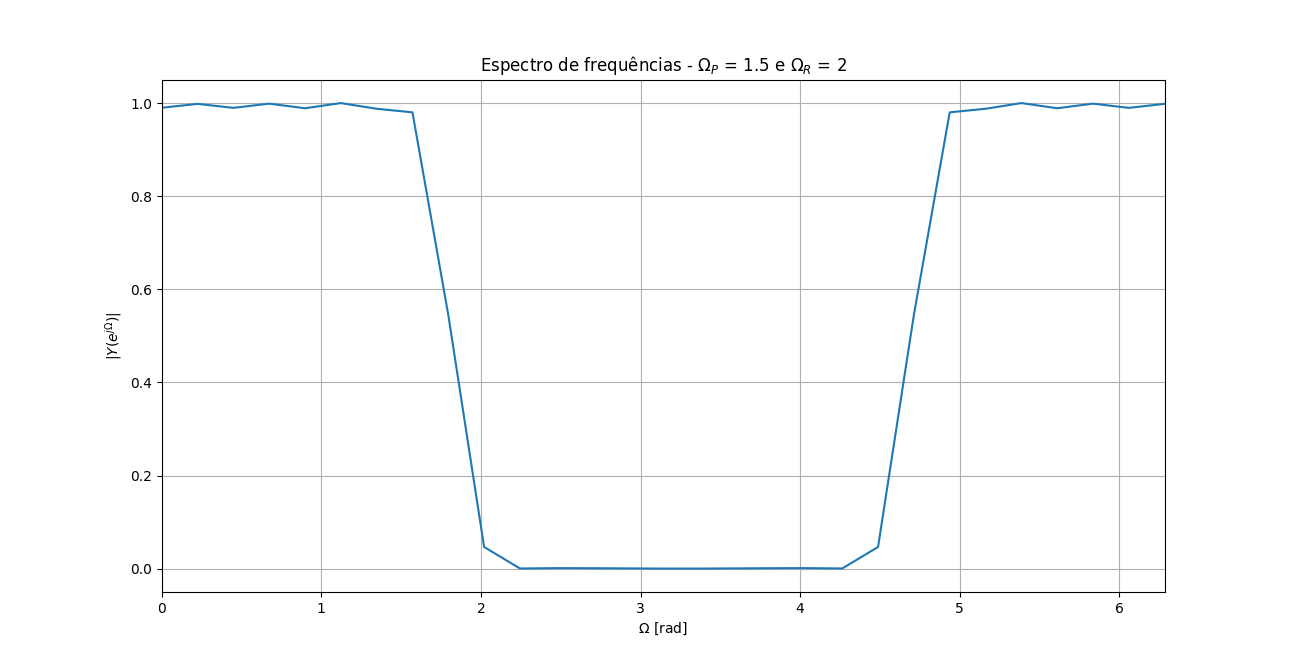 Espectro de frequências - Ω_P = 1.5 e Ω_R = 2
1.0
0.8
0.6
0.4
0.2
0.0
|Y(e^{jΩ})|
0 1 2 3 4 5 6
Ω [rad]